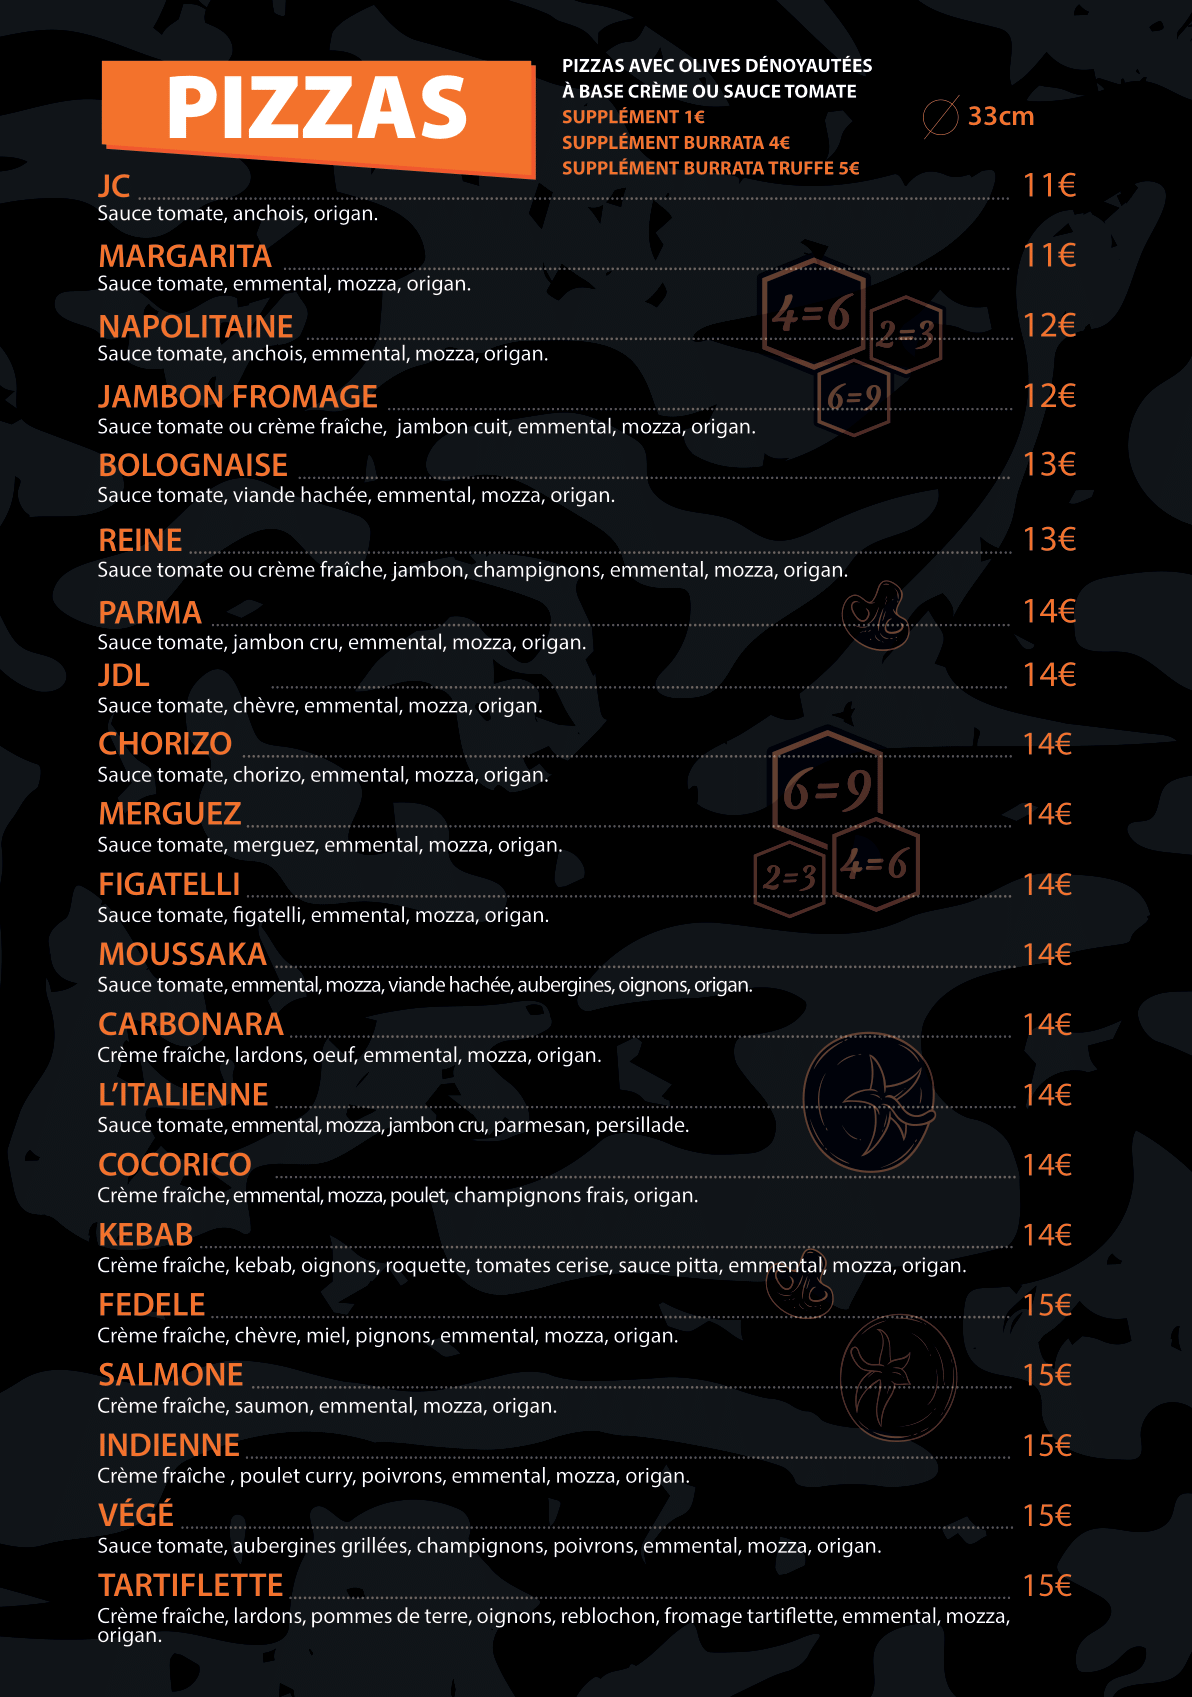 PIZZAS
PIZZAS AVEC OLIVES DÉNOYAUTÉES
À BASE CRÈME OU SAUCE TOMATE
SUPPLÉMENT 1€
SUPPLÉMENT BURRATA 4€
SUPPLÉMENT BURRATA TRUFFE 5€
33cm
JC 11€
Sauce tomate, anchois, origan.
MARGARITA 11€
Sauce tomate, emmental, mozza, origan.
4=6
2=3
6=9
NAPOLITAINE 12€
Sauce tomate, anchois, emmental, mozza, origan.
JAMBON FROMAGE 12€
Sauce tomate ou crème fraîche,  jambon cuit, emmental, mozza, origan.
BOLOGNAISE 13€
Sauce tomate, viande hachée, emmental, mozza, origan.
REINE 13€
Sauce tomate ou crème fraîche, jambon, champignons, emmental, mozza, origan.
PARMA 14€
Sauce tomate, jambon cru, emmental, mozza, origan.
JDL 14€
Sauce tomate, chèvre, emmental, mozza, origan.
CHORIZO 14€
Sauce tomate, chorizo, emmental, mozza, origan.
6=9
2=3
4=6
MERGUEZ 14€
Sauce tomate, merguez, emmental, mozza, origan.
FIGATELLI 14€
Sauce tomate, figatelli, emmental, mozza, origan.
MOUSSAKA 14€
Sauce tomate, emmental, mozza, viande hachée, aubergines, oignons, origan.
CARBONARA 14€
Crème fraîche, lardons, oeuf, emmental, mozza, origan.
L’ITALIENNE 14€
Sauce tomate, emmental, mozza, jambon cru, parmesan, persillade.
COCORICO 14€
Crème fraîche, emmental, mozza, poulet, champignons frais, origan.
KEBAB 14€
Crème fraîche, kebab, oignons, roquette, tomates cerise, sauce pitta, emmental, mozza, origan.
FEDELE 15€
Crème fraîche, chèvre, miel, pignons, emmental, mozza, origan.
SALMONE 15€
Crème fraîche, saumon, emmental, mozza, origan.
INDIENNE 15€
Crème fraîche , poulet curry, poivrons, emmental, mozza, origan.
VÉGÉ 15€
Sauce tomate, aubergines grillées, champignons, poivrons, emmental, mozza, origan.
TARTIFLETTE 15€
Crème fraîche, lardons, pommes de terre, oignons, reblochon, fromage tartiflette, emmental, mozza,
origan.